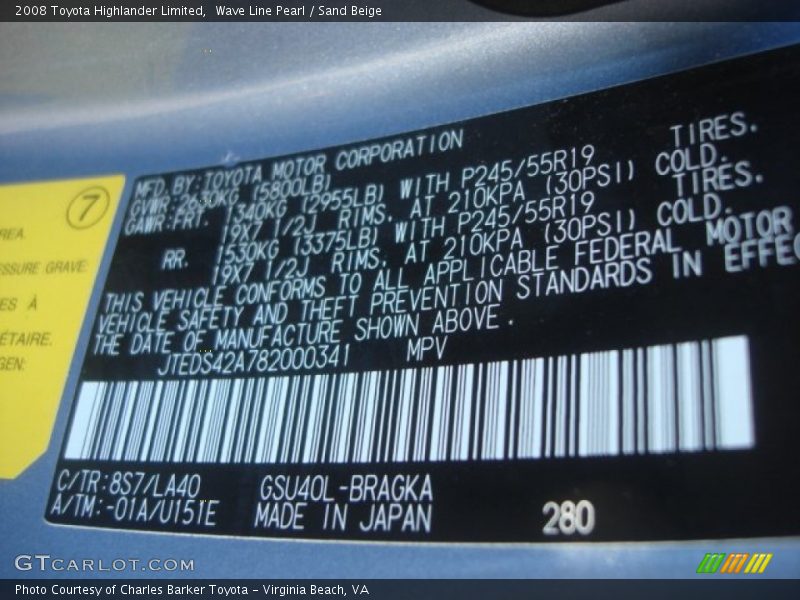 2008 Toyota Highlander Limited,  Wave Line Pearl / Sand Beige
7
AREA.
ESSURE GRAVE
ES À
ÉTAIRE.
GEN:
MFD. BY: TOYOTA MOTOR CORPORATION
GVWR: 2630KG (5800LB)
GAWR: FRT 1340KG (2955LB) WITH P245/55R19 TIRES.
19X7 1/2J RIMS, AT 210KPA (30PSI) COLD.
RR. 1530KG (3375LB) WITH P245/55R19 TIRES.
19X7 1/2J RIMS, AT 210KPA (30PSI) COLD.
THIS VEHICLE CONFORMS TO ALL APPLICABLE FEDERAL MOTOR
VEHICLE SAFETY AND THEFT PREVENTION STANDARDS IN EFFEC
THE DATE OF MANUFACTURE SHOWN ABOVE.
JTEDS42A782000341 MPV
C/TR: 8S7/LA40 GSU40L-BRAGKA
A/TM: -01A/U151E MADE IN JAPAN 280
GTCARLOT.COM
Photo Courtesy of Charles Barker Toyota - Virginia Beach, VA